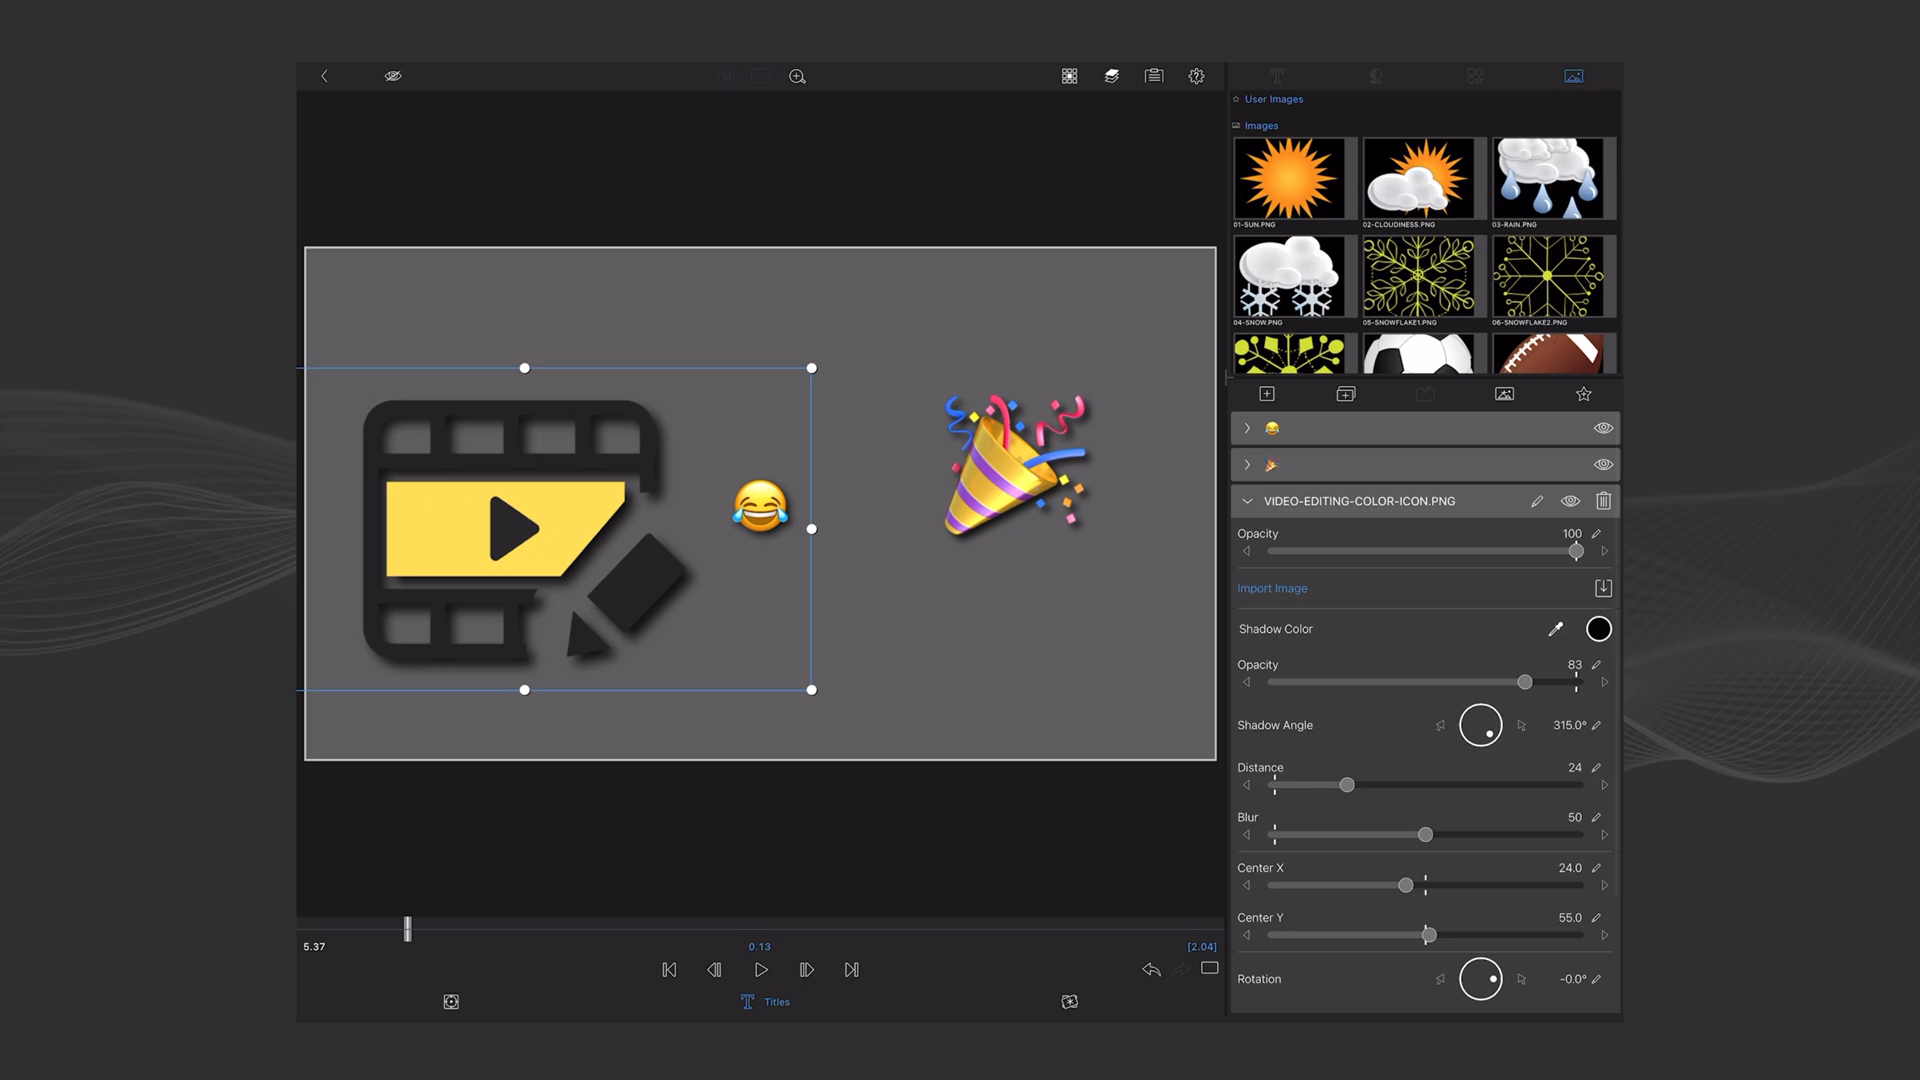 User Images
Images
01-SUN.PNG
02-CLOUDINESS.PNG
03-RAIN.PNG
04-SNOW.PNG
05-SNOWFLAKE1.PNG
06-SNOWFLAKE2.PNG
VIDEO-EDITING-COLOR-ICON.PNG
Opacity 100
Import Image
Shadow Color
Opacity 83
Shadow Angle 315.0°
Distance 24
Blur 50
Center X 24.0
Center Y 55.0
Rotation -0.0°
5.37
0.13
[2.04]
Titles